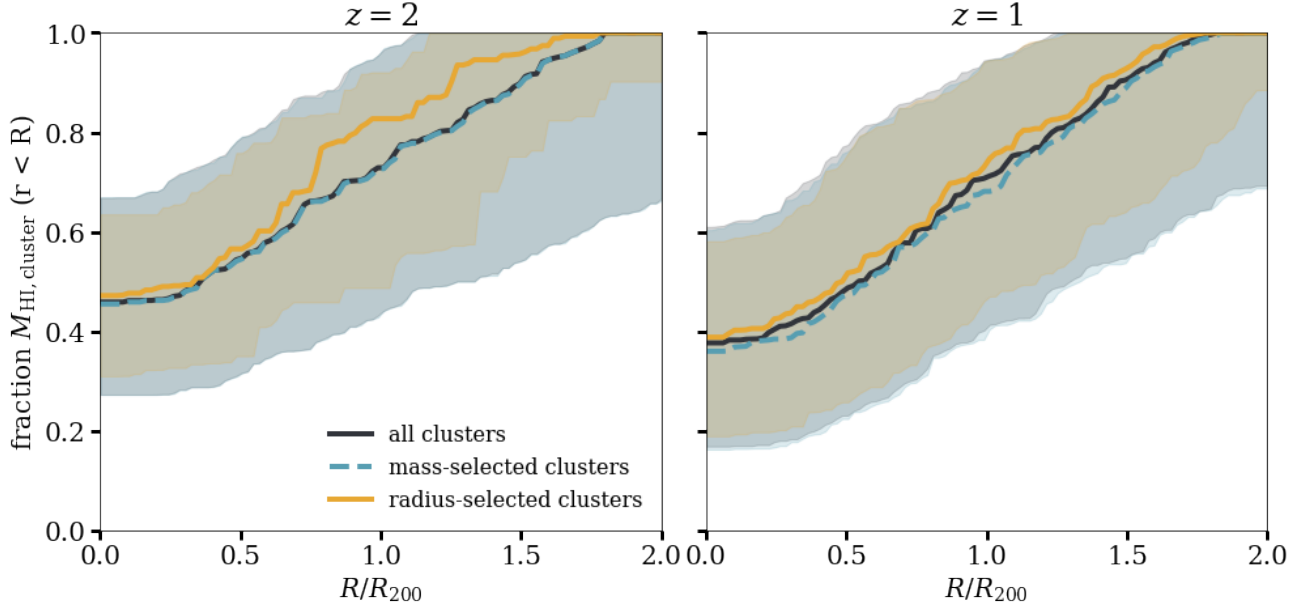 z = 2
z = 1
fraction M_HI, cluster (r < R)
1.0
0.8
0.6
0.4
0.2
0.0
all clusters
mass-selected clusters
radius-selected clusters
0.0 0.5 1.0 1.5 2.0
0.0 0.5 1.0 1.5 2.0
R/R_200
R/R_200